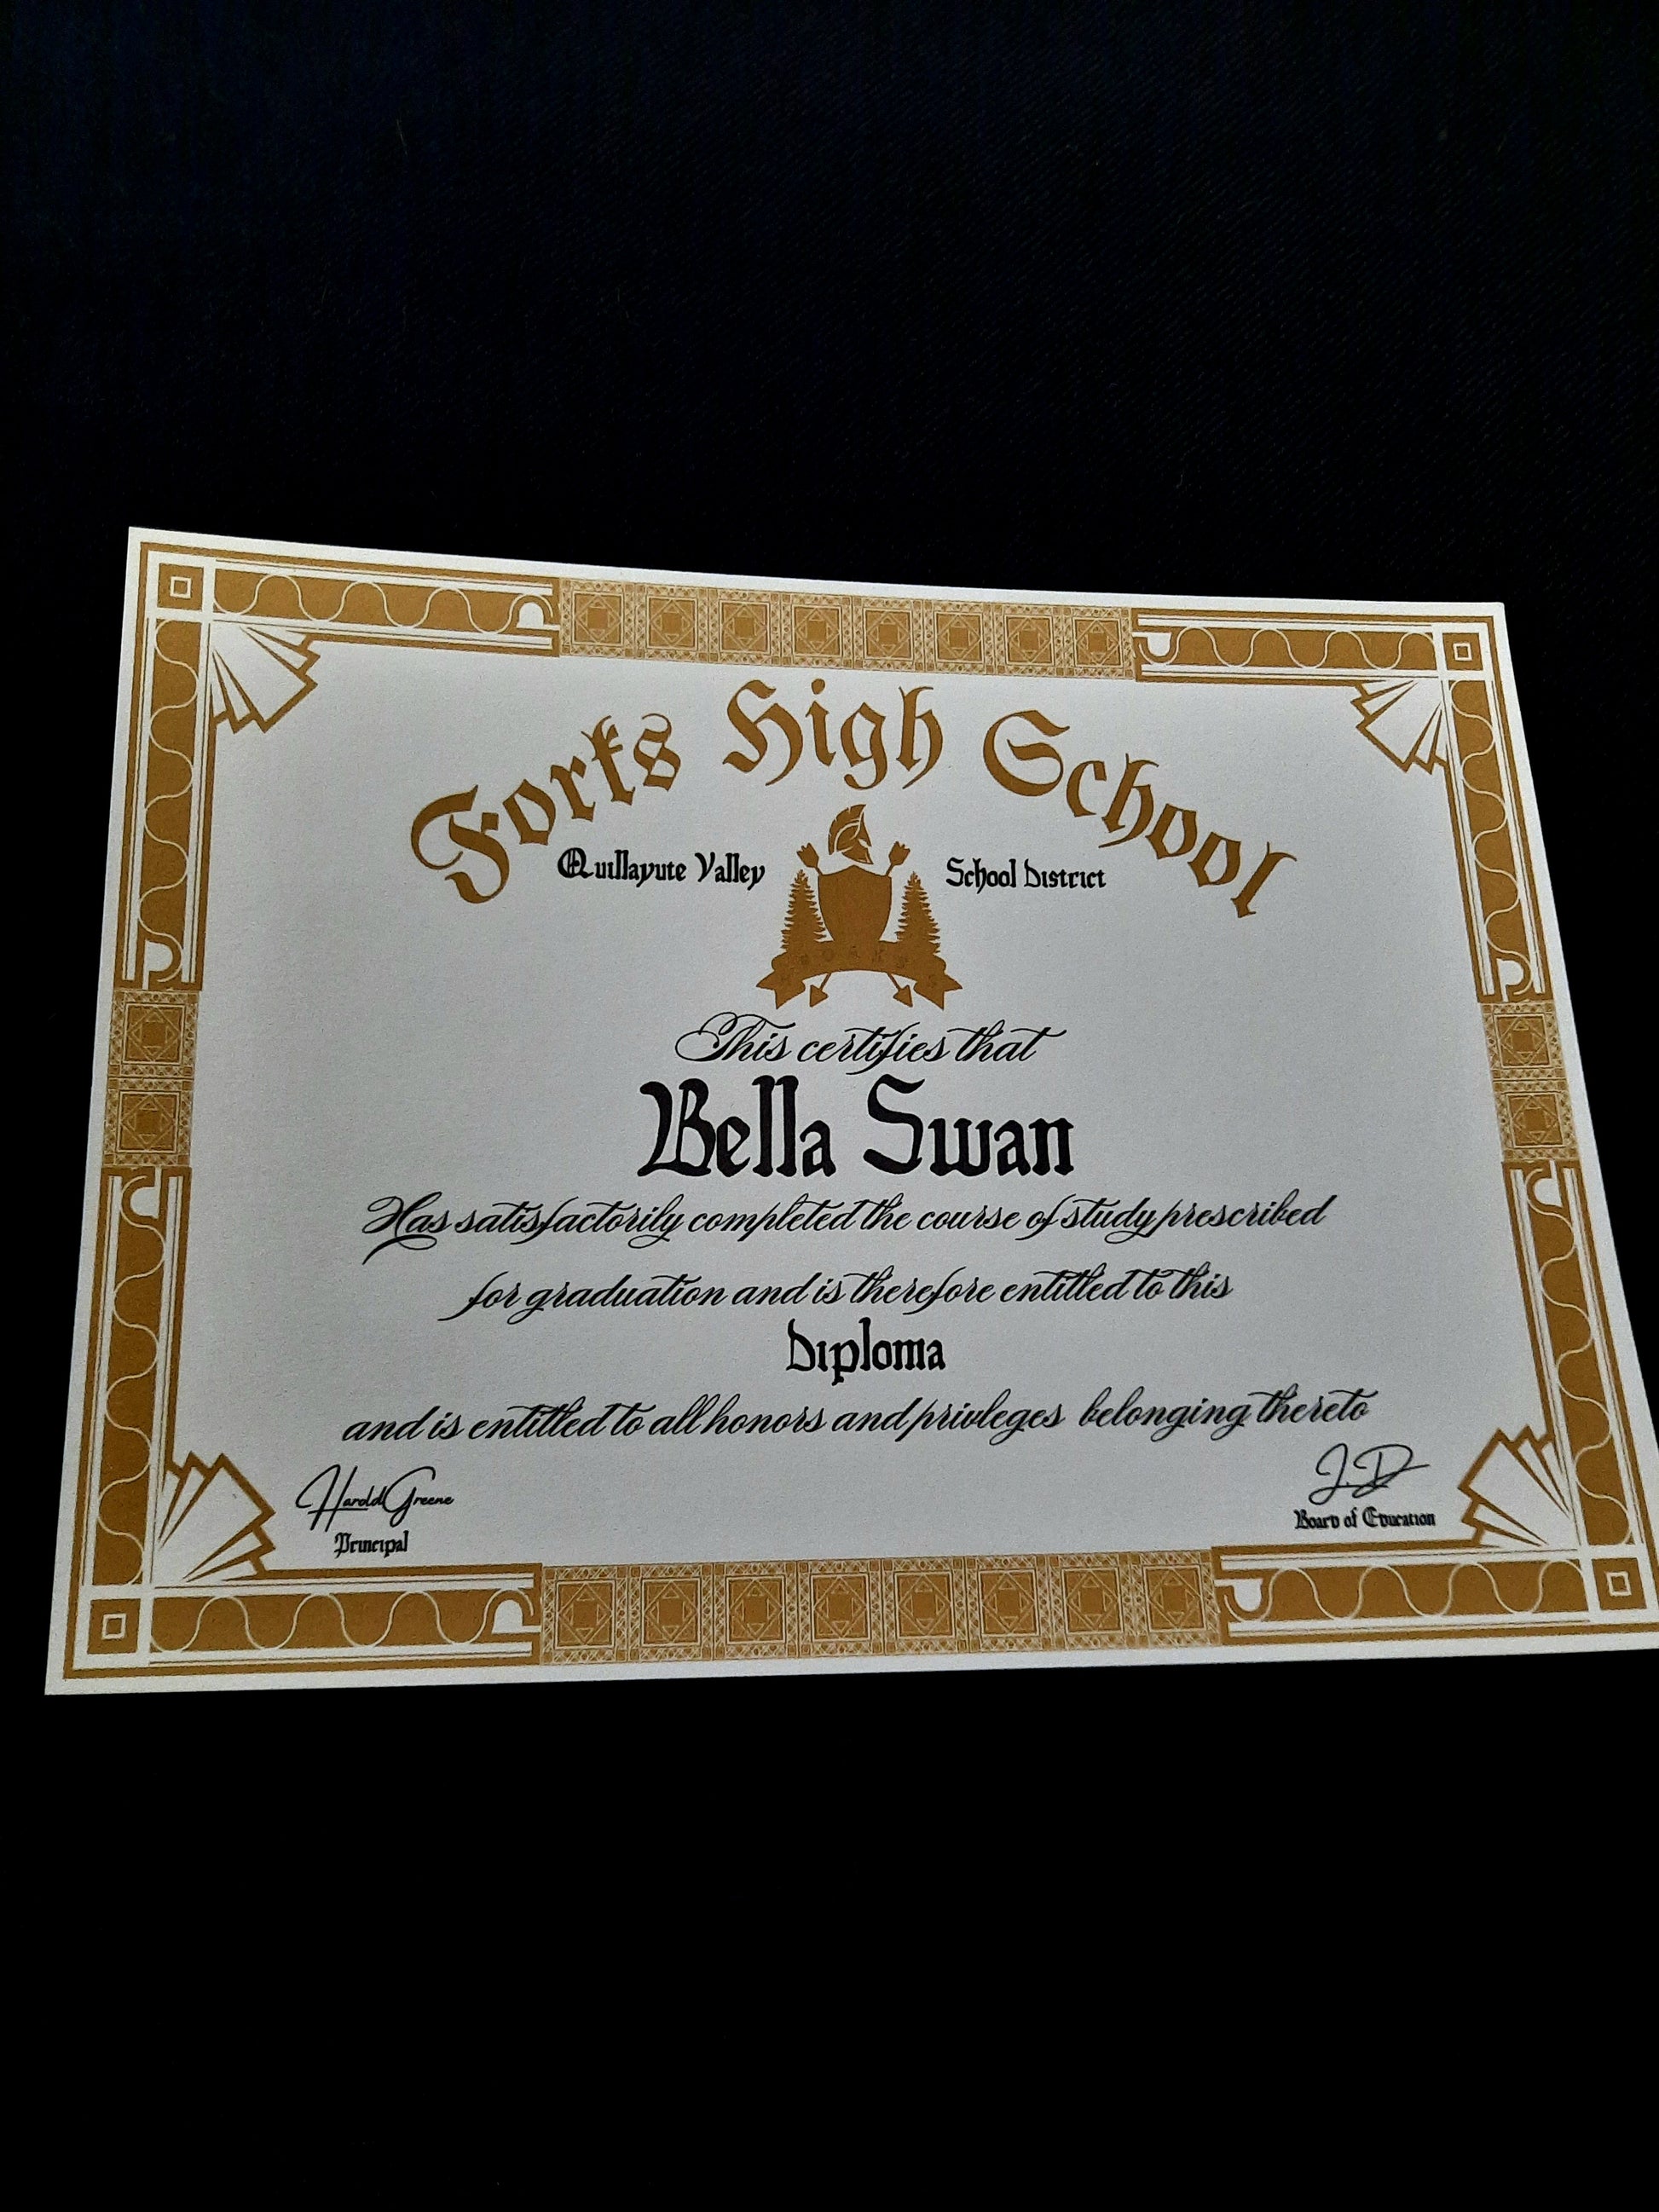 Forks High School
Quillayute Valley School District
This certifies that
Bella Swan
Has satisfactorily completed the course of study prescribed
for graduation and is therefore entitled to this
Diploma
and is entitled to all honors and privleges belonging thereto
Harold Greene
Principal
J.D
Board of Education